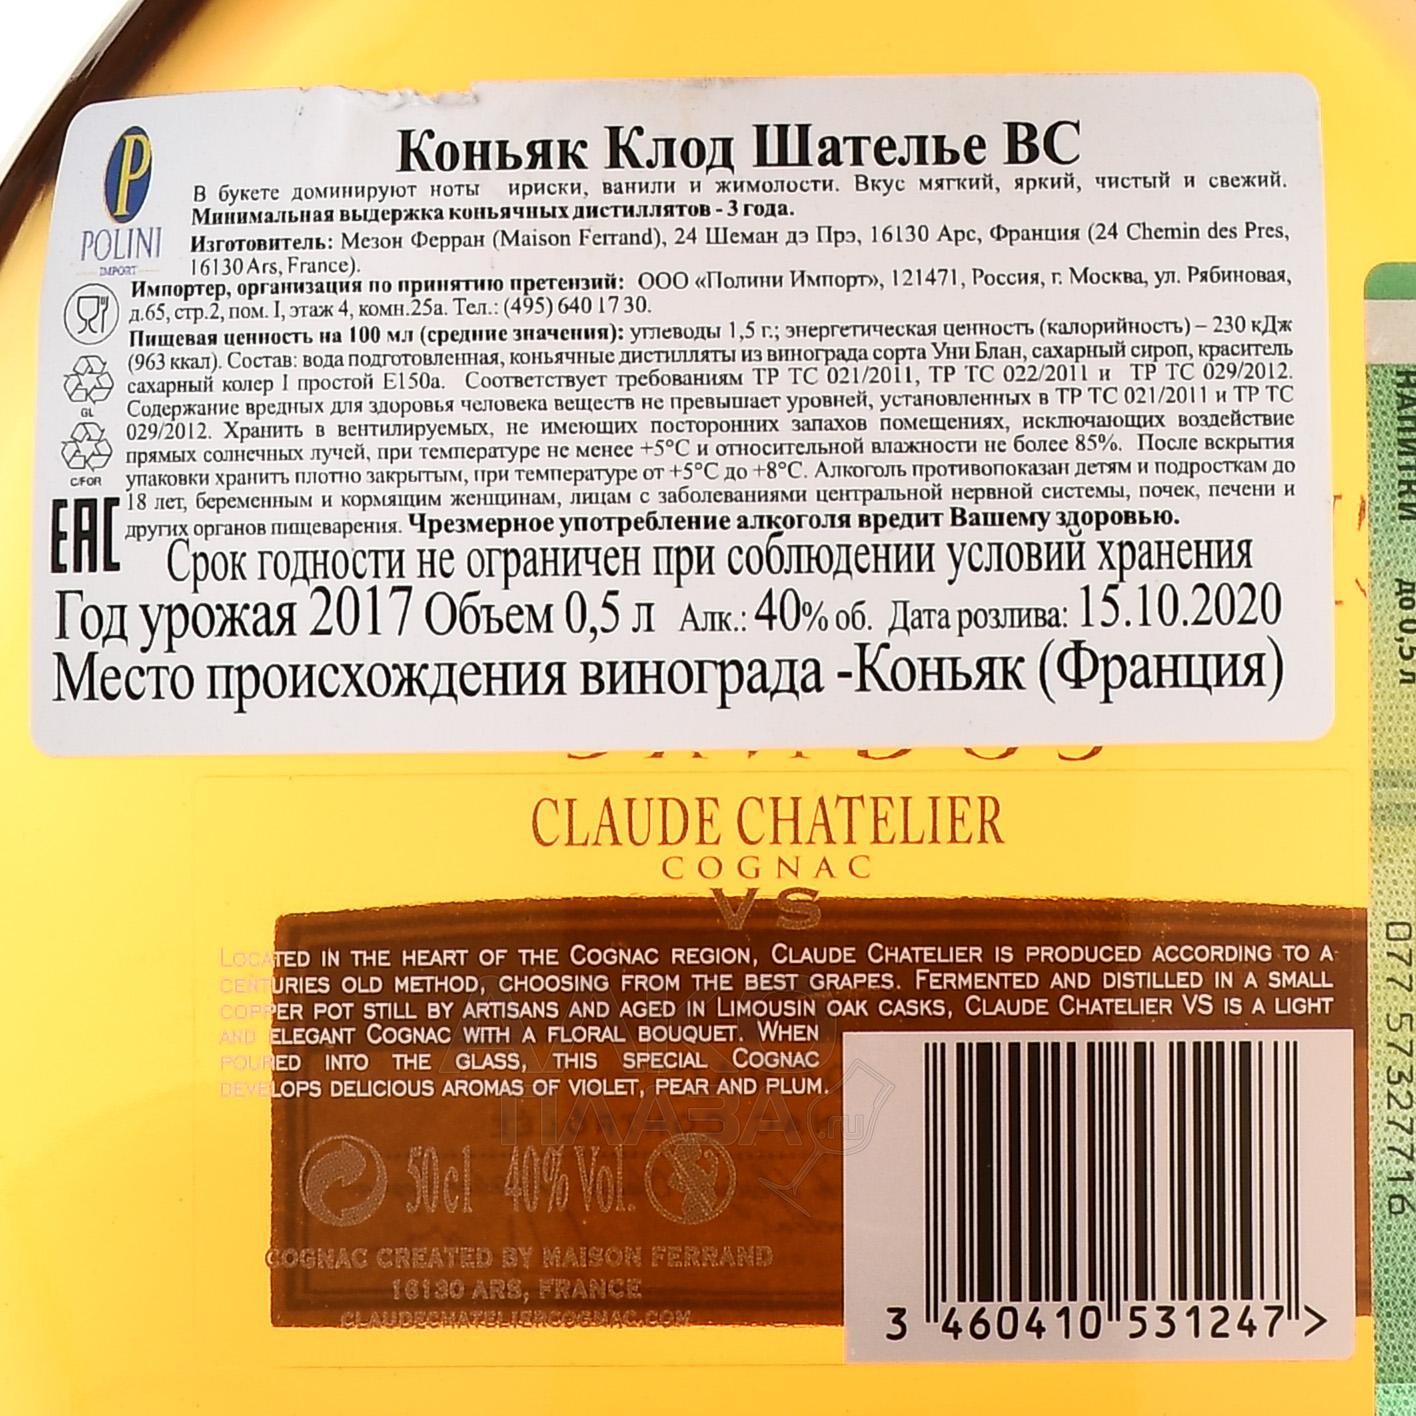 P
POLINI
IMPORT
Коньяк Клод Шателье ВС
В букете доминируют ноты ириски, ванили и жимолости. Вкус мягкий, яркий, чистый и свежий.
Минимальная выдержка коньячных дистиллятов - 3 года.
Изготовитель: Мезон Ферран (Maison Ferrand), 24 Шеман дэ Прэ, 16130 Арс, Франция (24 Chemin des Pres,
16130 Ars, France).
Импортер, организация по принятию претензий: ООО «Полини Импорт», 121471, Россия, г. Москва, ул. Рябиновая,
д.65, стр.2, пом. I, этаж 4, комн.25а. Тел.: (495) 640 17 30.
Пищевая ценность на 100 мл (средние значения): углеводы 1,5 г.; энергетическая ценность (калорийность) – 230 кДж
(963 ккал). Состав: вода подготовленная, коньячные дистилляты из винограда сорта Уни Блан, сахарный сироп, краситель
сахарный колер I простой E150a. Соответствует требованиям ТР ТС 021/2011, ТР ТС 022/2011 и ТР ТС 029/2012.
Содержание вредных для здоровья человека веществ не превышает уровней, установленных в ТР ТС 021/2011 и ТР ТС
029/2012. Хранить в вентилируемых, не имеющих посторонних запахов помещениях, исключающих воздействие
прямых солнечных лучей, при температуре не менее +5°С и относительной влажности не более 85%. После вскрытия
упаковки хранить плотно закрытым, при температуре от +5°С до +8°С. Алкоголь противопоказан детям и подросткам до
18 лет, беременным и кормящим женщинам, лицам с заболеваниями центральной нервной системы, почек, печени и
других органов пищеварения. Чрезмерное употребление алкоголя вредит Вашему здоровью.
GL
C/FOR
EAC
Срок годности не ограничен при соблюдении условий хранения
Год урожая 2017 Объем 0,5 л Алк.: 40% об. Дата розлива: 15.10.2020
Место происхождения винограда -Коньяк (Франция)
CLAUDE CHATELIER
COGNAC
VS
LOCATED IN THE HEART OF THE COGNAC REGION, CLAUDE CHATELIER IS PRODUCED ACCORDING TO A
CENTURIES OLD METHOD, CHOOSING FROM THE BEST GRAPES. FERMENTED AND DISTILLED IN A SMALL
COPPER POT STILL BY ARTISANS AND AGED IN LIMOUSIN OAK CASKS, CLAUDE CHATELIER VS IS A LIGHT
AND ELEGANT COGNAC WITH A FLORAL BOUQUET. WHEN
POURED INTO THE GLASS, THIS SPECIAL COGNAC
DEVELOPS DELICIOUS AROMAS OF VIOLET, PEAR AND PLUM.
50cl 40% Vol.
COGNAC CREATED BY MAISON FERRAND
16130 ARS, FRANCE
CLAUDECHATELIERCOGNAC.COM
3 460410 531247 >
НАПИТКИ до 0,5 л
077 57327716
АЛКО
ПЛАЗА.ru